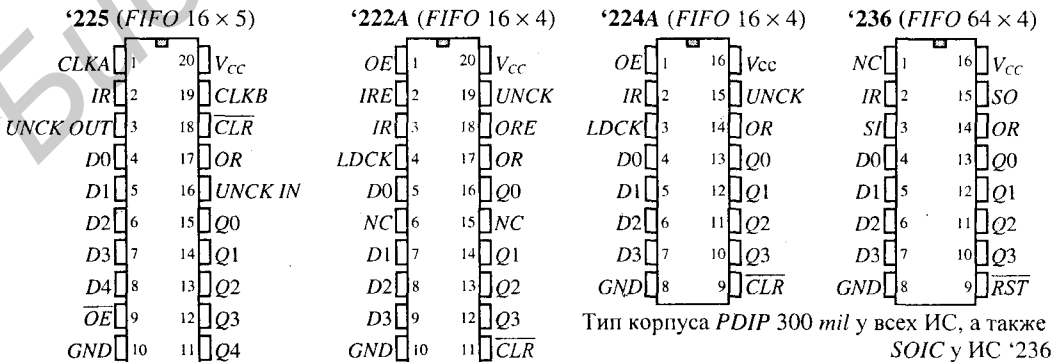 ‘225 (FIFO 16 × 5) ‘222A (FIFO 16 × 4) ‘224A (FIFO 16 × 4) ‘236 (FIFO 64 × 4)
CLKA 1 20 V_CC OE 1 20 V_CC OE 1 16 Vcc NC 1 16 V_CC
IR 2 19 CLKB IRE 2 19 UNCK IR 2 15 UNCK IR 2 15 SO
UNCK OUT 3 18 C̅L̅R̅ IR 3 18 ORE LDCK 3 14 OR SI 3 14 OR
D0 4 17 OR LDCK 4 17 OR D0 4 13 Q0 D0 4 13 Q0
D1 5 16 UNCK IN D0 5 16 Q0 D1 5 12 Q1 D1 5 12 Q1
D2 6 15 Q0 NC 6 15 NC D2 6 11 Q2 D2 6 11 Q2
D3 7 14 Q1 D1 7 14 Q1 D3 7 10 Q3 D3 7 10 Q3
D4 8 13 Q2 D2 8 13 Q2 GND 8 9 C̅L̅R̅ GND 8 9 R̅S̅T̅
O̅E̅ 9 12 Q3 D3 9 12 Q3 Тип корпуса PDIP 300 mil у всех ИС, а также
GND 10 11 Q4 GND 10 11 C̅L̅R̅ SOIC у ИС ‘236